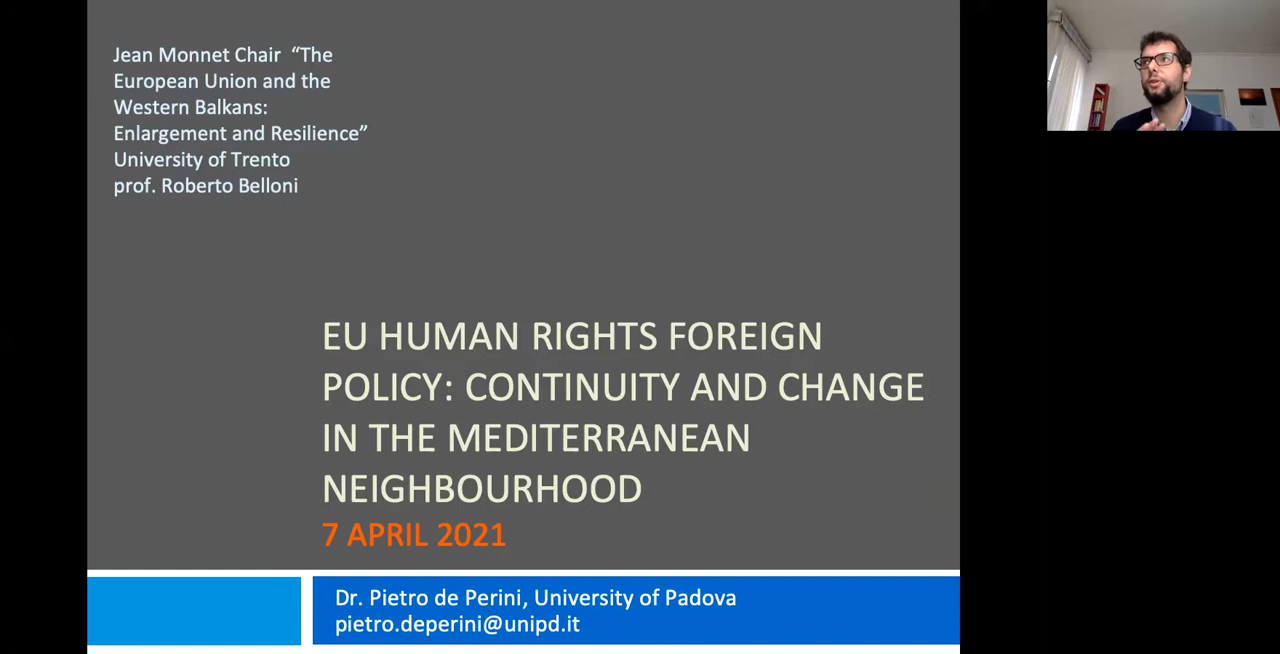 Jean Monnet Chair “The
European Union and the
Western Balkans:
Enlargement and Resilience”
University of Trento
prof. Roberto Belloni
EU HUMAN RIGHTS FOREIGN
POLICY: CONTINUITY AND CHANGE
IN THE MEDITERRANEAN
NEIGHBOURHOOD
7 APRIL 2021
Dr. Pietro de Perini, University of Padova
pietro.deperini@unipd.it